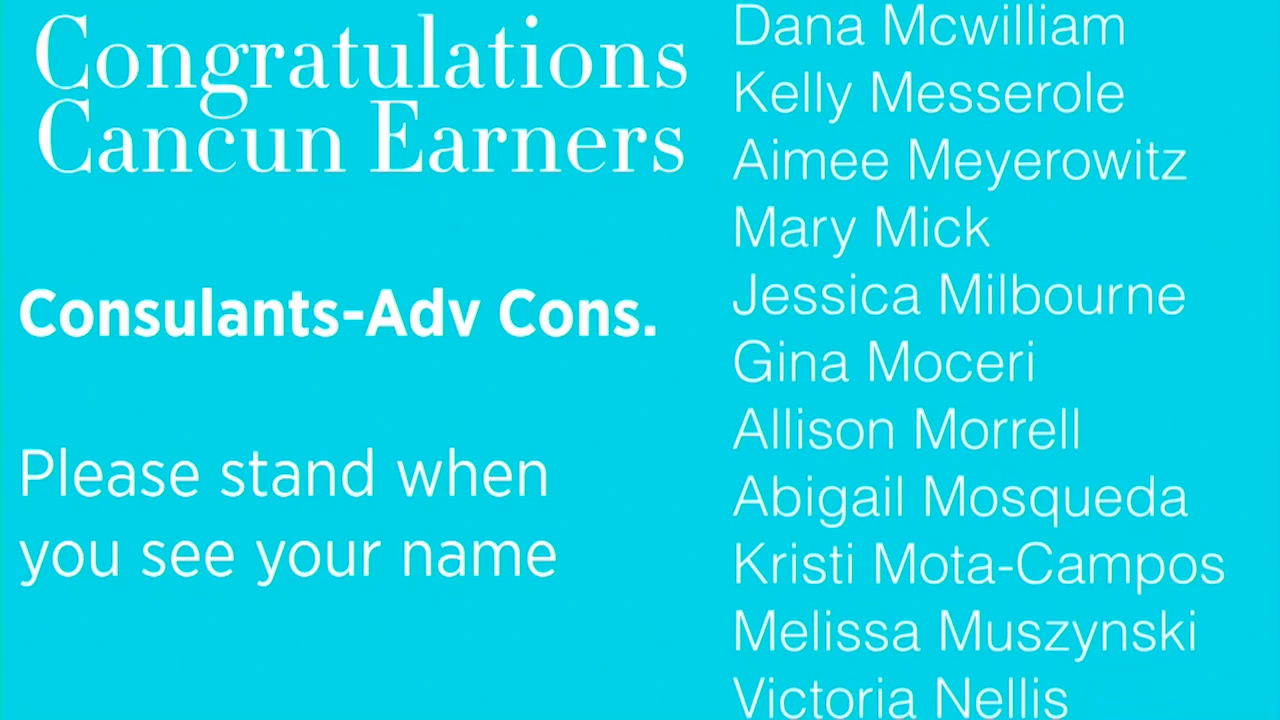 Congratulations
Cancun Earners
Consulants-Adv Cons.
Please stand when
you see your name
Dana Mcwilliam
Kelly Messerole
Aimee Meyerowitz
Mary Mick
Jessica Milbourne
Gina Moceri
Allison Morrell
Abigail Mosqueda
Kristi Mota-Campos
Melissa Muszynski
Victoria Nellis